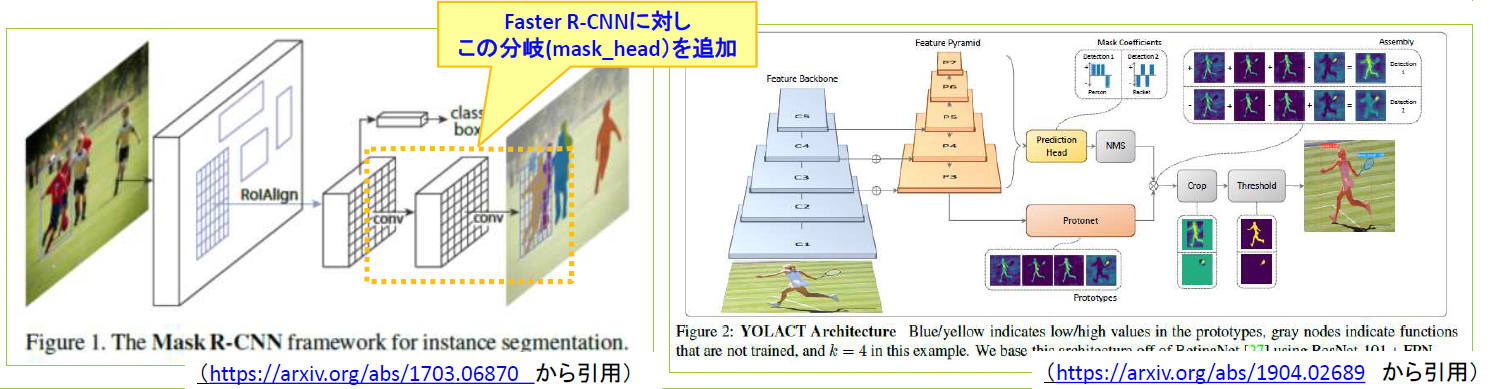 Faster R-CNNに対し
この分岐(mask_head）を追加
RoIAlign
class
box
conv
conv
Figure 1. The Mask R-CNN framework for instance segmentation.
（https://arxiv.org/abs/1703.06870 から引用）
Feature Backbone
C5
C4
C3
C2
C1
Feature Pyramid
P7
P6
P5
P4
P3
Mask Coefficients
Detection 1
Detection 2
+
-
+
-
Person
Racket
Prediction
Head
NMS
Protonet
Prototypes
Assembly
+ + + - = Detection 1
- + - + = Detection 2
Crop
Threshold
Figure 2: YOLACT Architecture Blue/yellow indicates low/high values in the prototypes, gray nodes indicate functions
that are not trained, and k = 4 in this example. We base this architecture off of RetinaNet [27] using ResNet-101 + FPN.
（https://arxiv.org/abs/1904.02689 から引用）